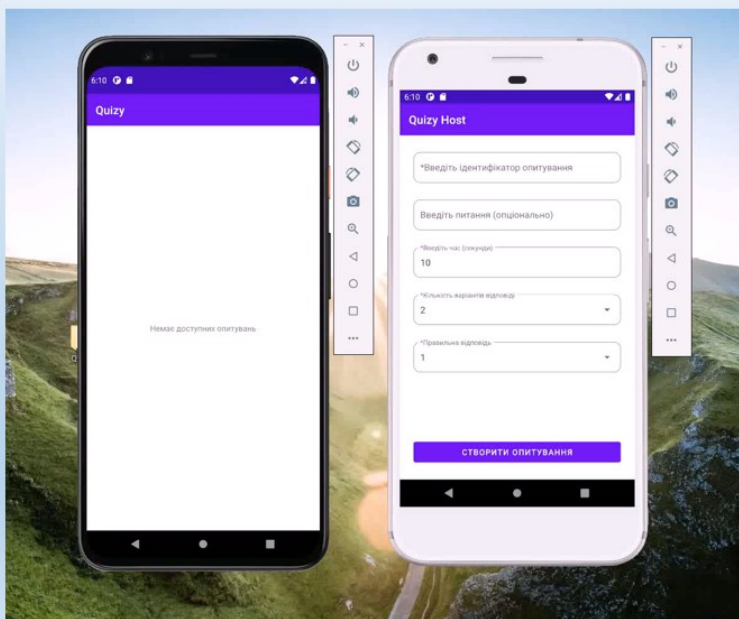 6:10
Quizy
Немає доступних опитувань
6:10
Quizy Host
*Введіть ідентифікатор опитування
Введіть питання (опціонально)
*Введіть час (секунди)
10
*Кількість варіантів відповіді
2
*Правильна відповідь
1
СТВОРИТИ ОПИТУВАННЯ